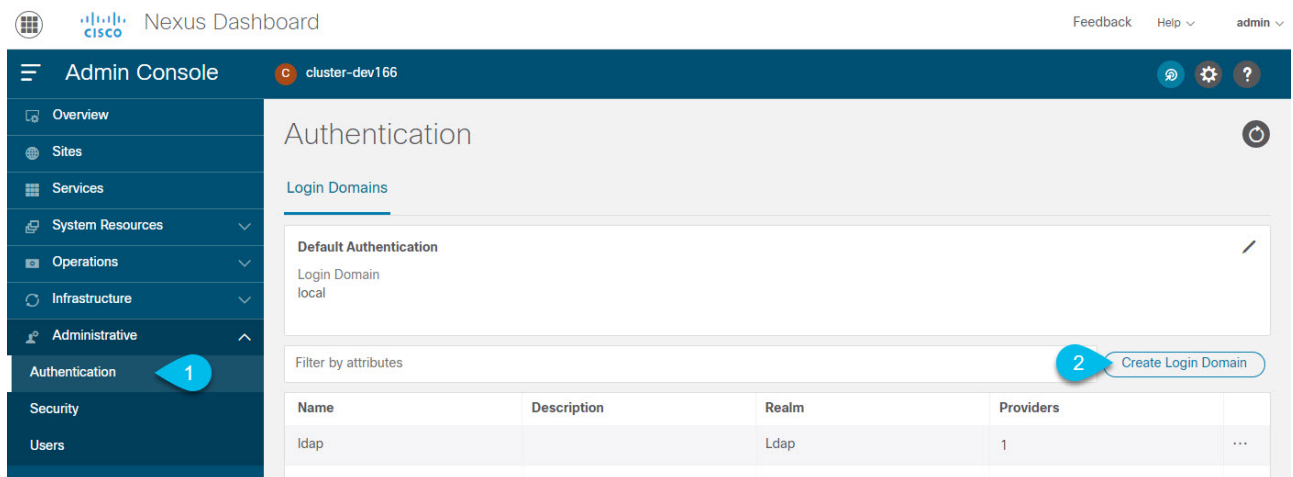 CISCO Nexus Dashboard Feedback Help admin
Admin Console C cluster-dev166 ?
Overview
Sites
Services
System Resources
Operations
Infrastructure
Administrative
Authentication 1
Security
Users
Authentication
Login Domains
Default Authentication
Login Domain
local
Filter by attributes 2 Create Login Domain
Name Description Realm Providers
ldap Ldap 1 ...